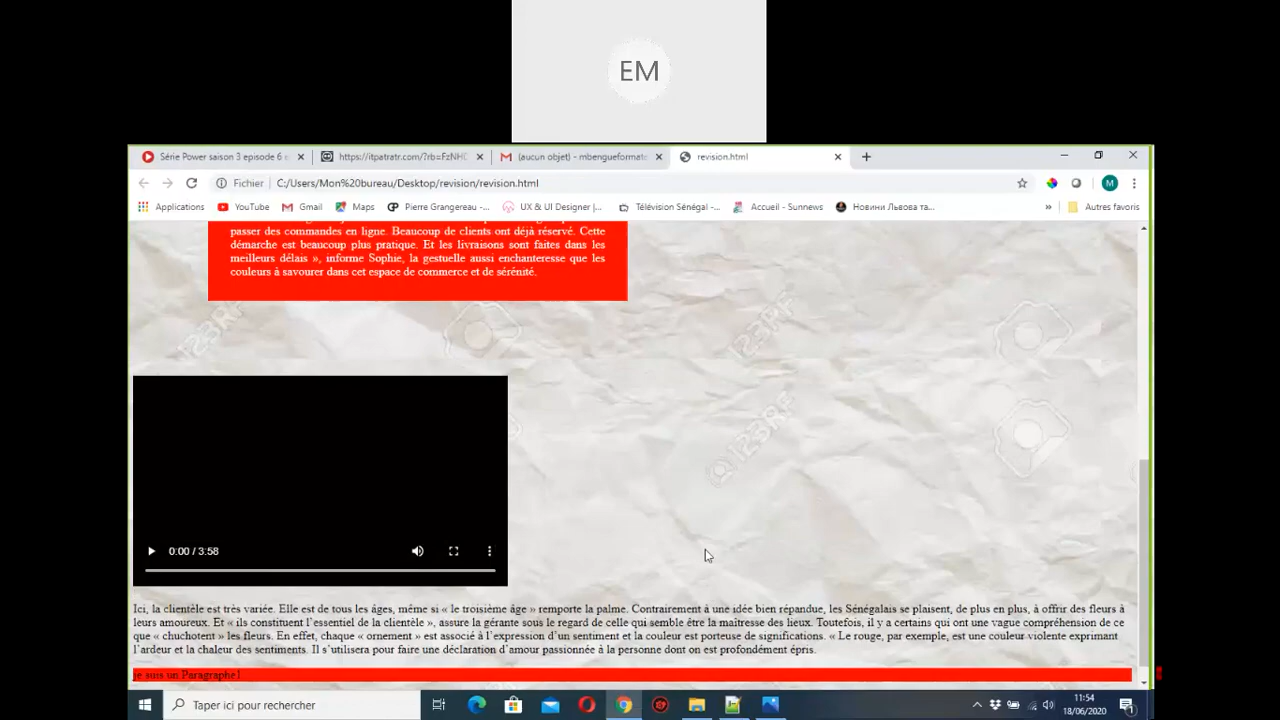 EM
Série Power saison 3 episode 6 e
https://itpatratr.com/?rb=FzNH
(aucun objet) - mbengueformate
revision.html
Fichier
C:/Users/Mon%20bureau/Desktop/revision/revision.html
M
Applications
YouTube
Gmail
Maps
Pierre Grangereau -...
UX & UI Designer |...
Télévision Sénégal -...
Accueil - Sunnews
Новини Львова та...
»
Autres favoris
passer des commandes en ligne. Beaucoup de clients ont déjà réservé. Cette
démarche est beaucoup plus pratique. Et les livraisons sont faites dans les
meilleurs délais », informe Sophie, la gestuelle aussi enchanteresse que les
couleurs à savourer dans cet espace de commerce et de sérénité.
123RF
123RF
123RF
0:00 / 3:58
Ici, la clientèle est très variée. Elle est de tous les âges, même si « le troisième âge » remporte la palme. Contrairement à une idée bien répandue, les Sénégalais se plaisent, de plus en plus, à offrir des fleurs à
leurs amoureux. Et « ils constituent l’essentiel de la clientèle », assure la gérante sous le regard de celle qui semble être la maîtresse des lieux. Toutefois, il y a certains qui ont une vague compréhension de ce
que « chuchotent » les fleurs. En effet, chaque « ornement » est associé à l’expression d’un sentiment et la couleur est porteuse de significations. « Le rouge, par exemple, est une couleur violente exprimant
l’ardeur et la chaleur des sentiments. Il s’utilisera pour faire une déclaration d’amour passionnée à la personne dont on est profondément épris.
je suis un Paragraphe1
Taper ici pour rechercher
11:54
18/06/2020
1